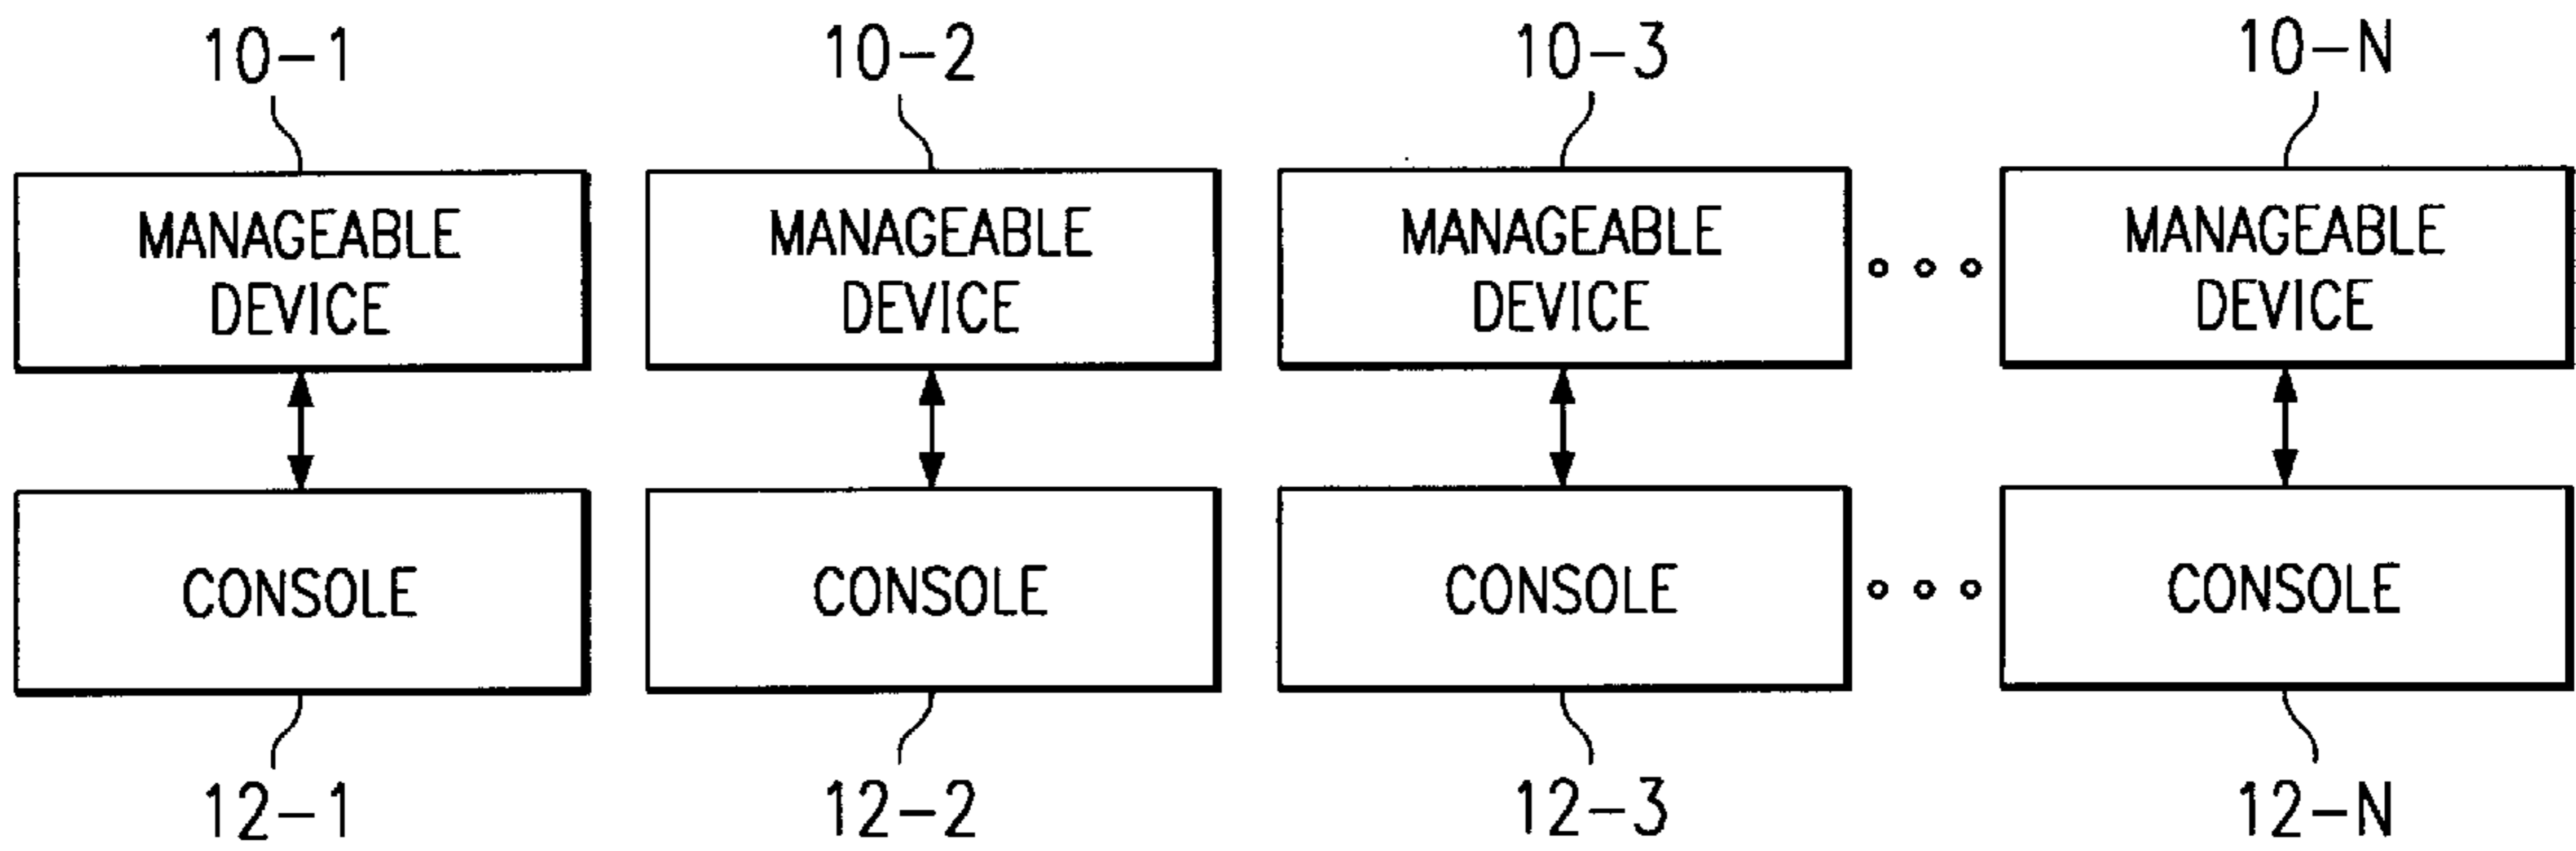 10-1 10-2 10-3 10-N
MANAGEABLE DEVICE
MANAGEABLE DEVICE
MANAGEABLE DEVICE
MANAGEABLE DEVICE
CONSOLE CONSOLE CONSOLE CONSOLE
12-1 12-2 12-3 12-N